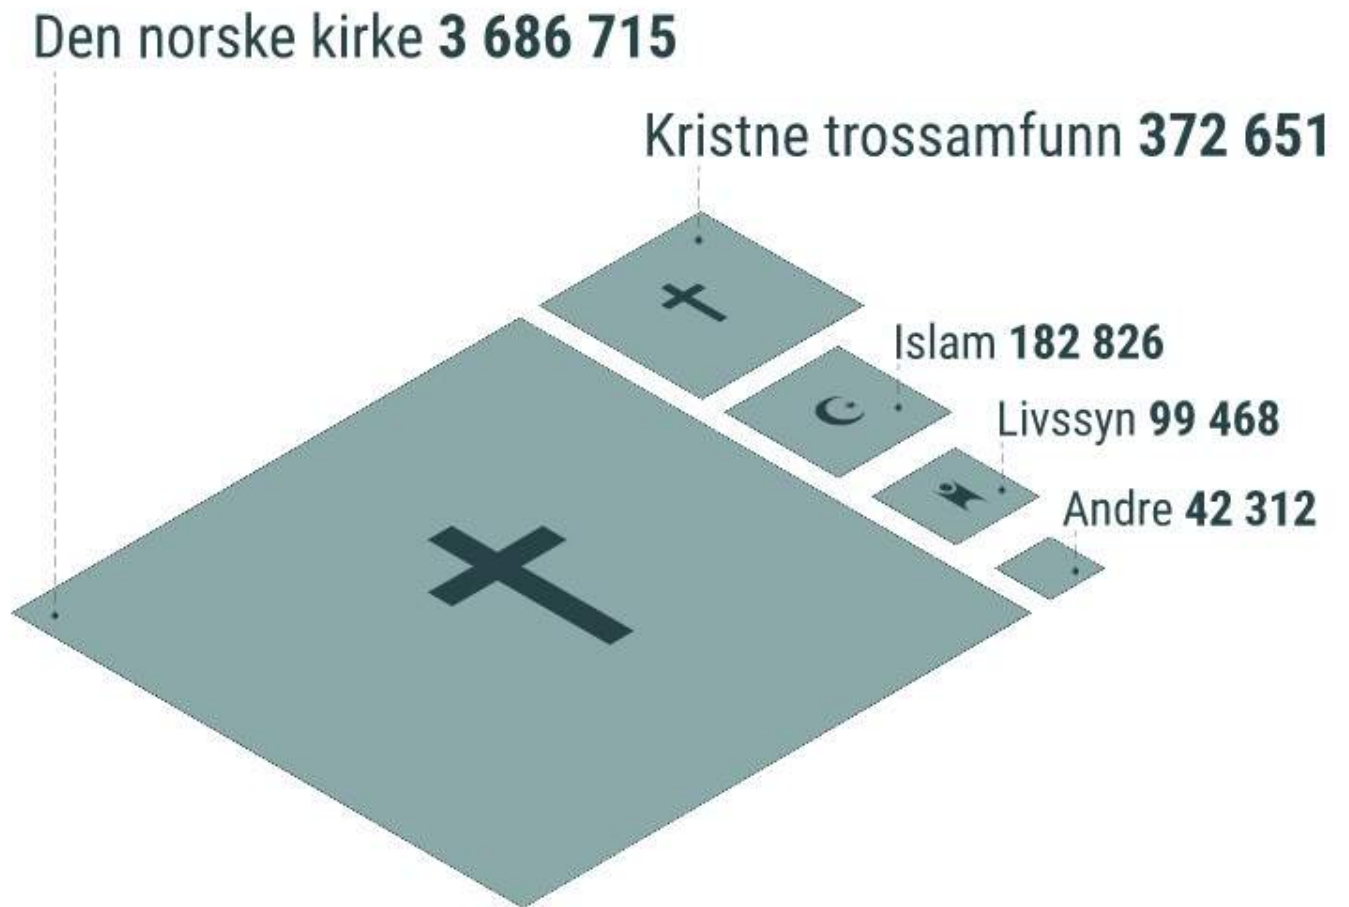 Den norske kirke 3 686 715
Kristne trossamfunn 372 651
Islam 182 826
Livssyn 99 468
Andre 42 312